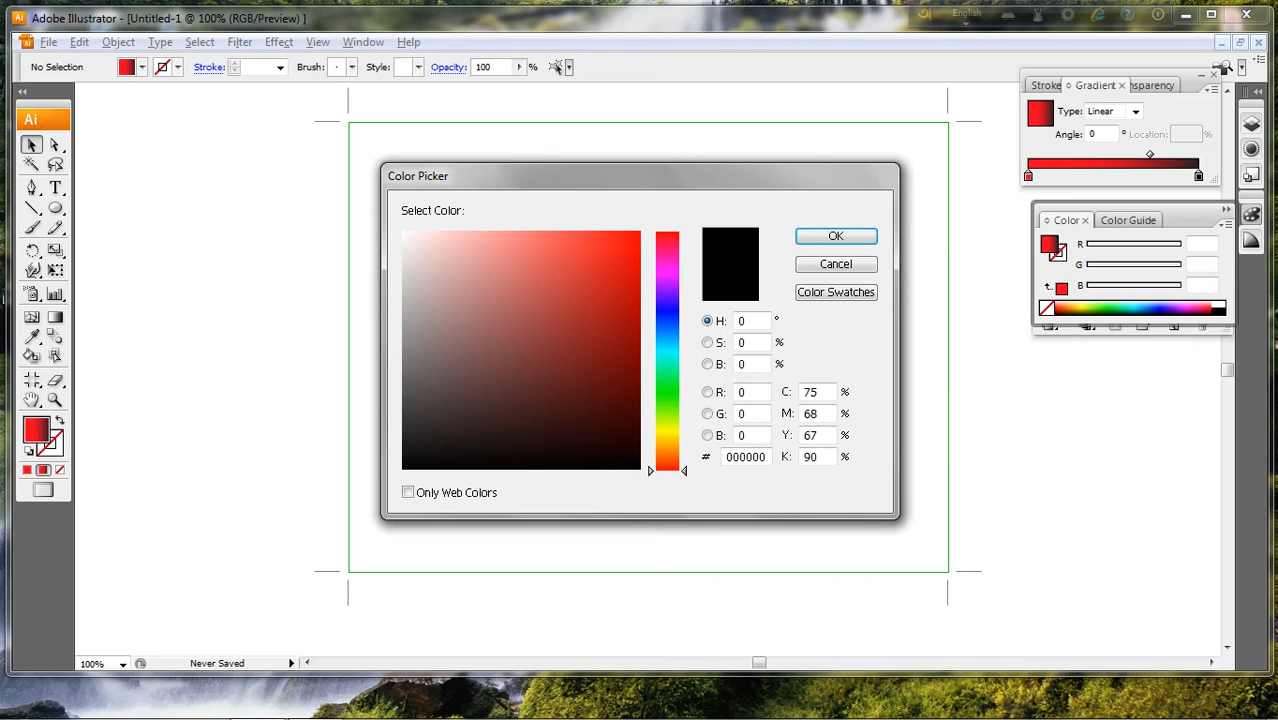 Adobe Illustrator - [Untitled-1 @ 100% (RGB/Preview) ]
English
File Edit Object Type Select Filter Effect View Window Help
No Selection Stroke: Brush: Style: Opacity: 100 %
Stroke Gradient nsparency
Ai
Type: Linear
Angle: 0 ° Location: %
Color Picker
Select Color:
OK
Cancel
Color Swatches
Color Color Guide
R
G
B
H: 0 °
S: 0 %
B: 0 %
R: 0 C: 75 %
G: 0 M: 68 %
B: 0 Y: 67 %
# 000000 K: 90 %
Only Web Colors
100% Never Saved